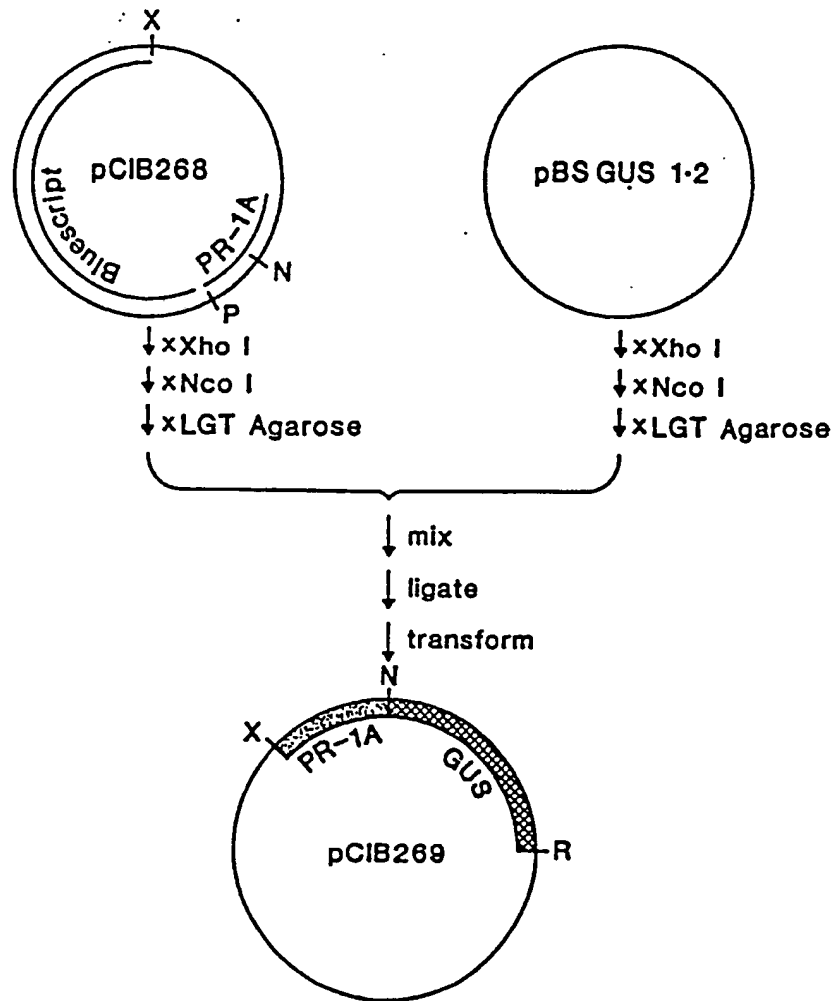 X
pCIB268
Bluescript
PR-1A
N
P
xXho I
xNco I
xLGT Agarose
pBS GUS 1·2
xXho I
xNco I
xLGT Agarose
mix
ligate
transform
N
X
PR-1A
GUS
R
pCIB269